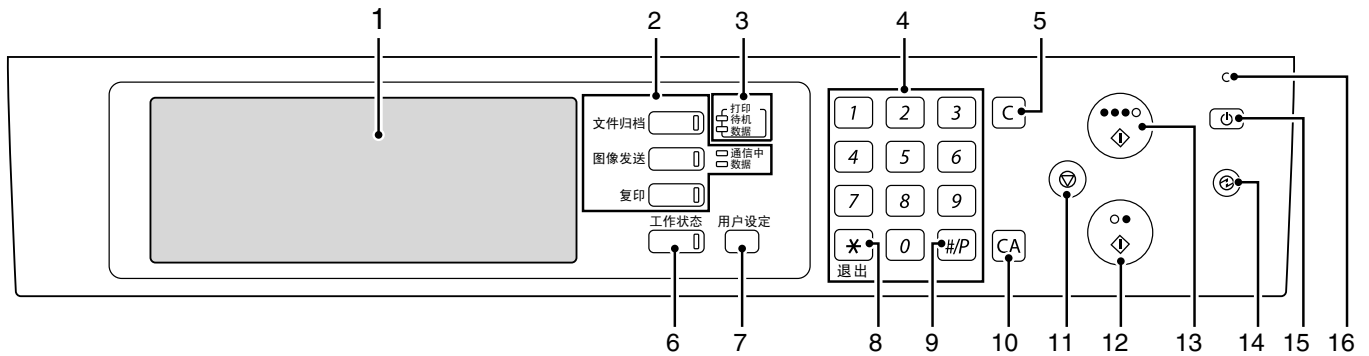 1 2 3 4 5
打印
待机
数据
文件归档
图像发送
通信中
数据
复印
工作状态 用户设定
1 2 3
4 5 6
7 8 9
* 0 #/P
退出
C
CA
6 7 8 9 10 11 12 13 14 15 16